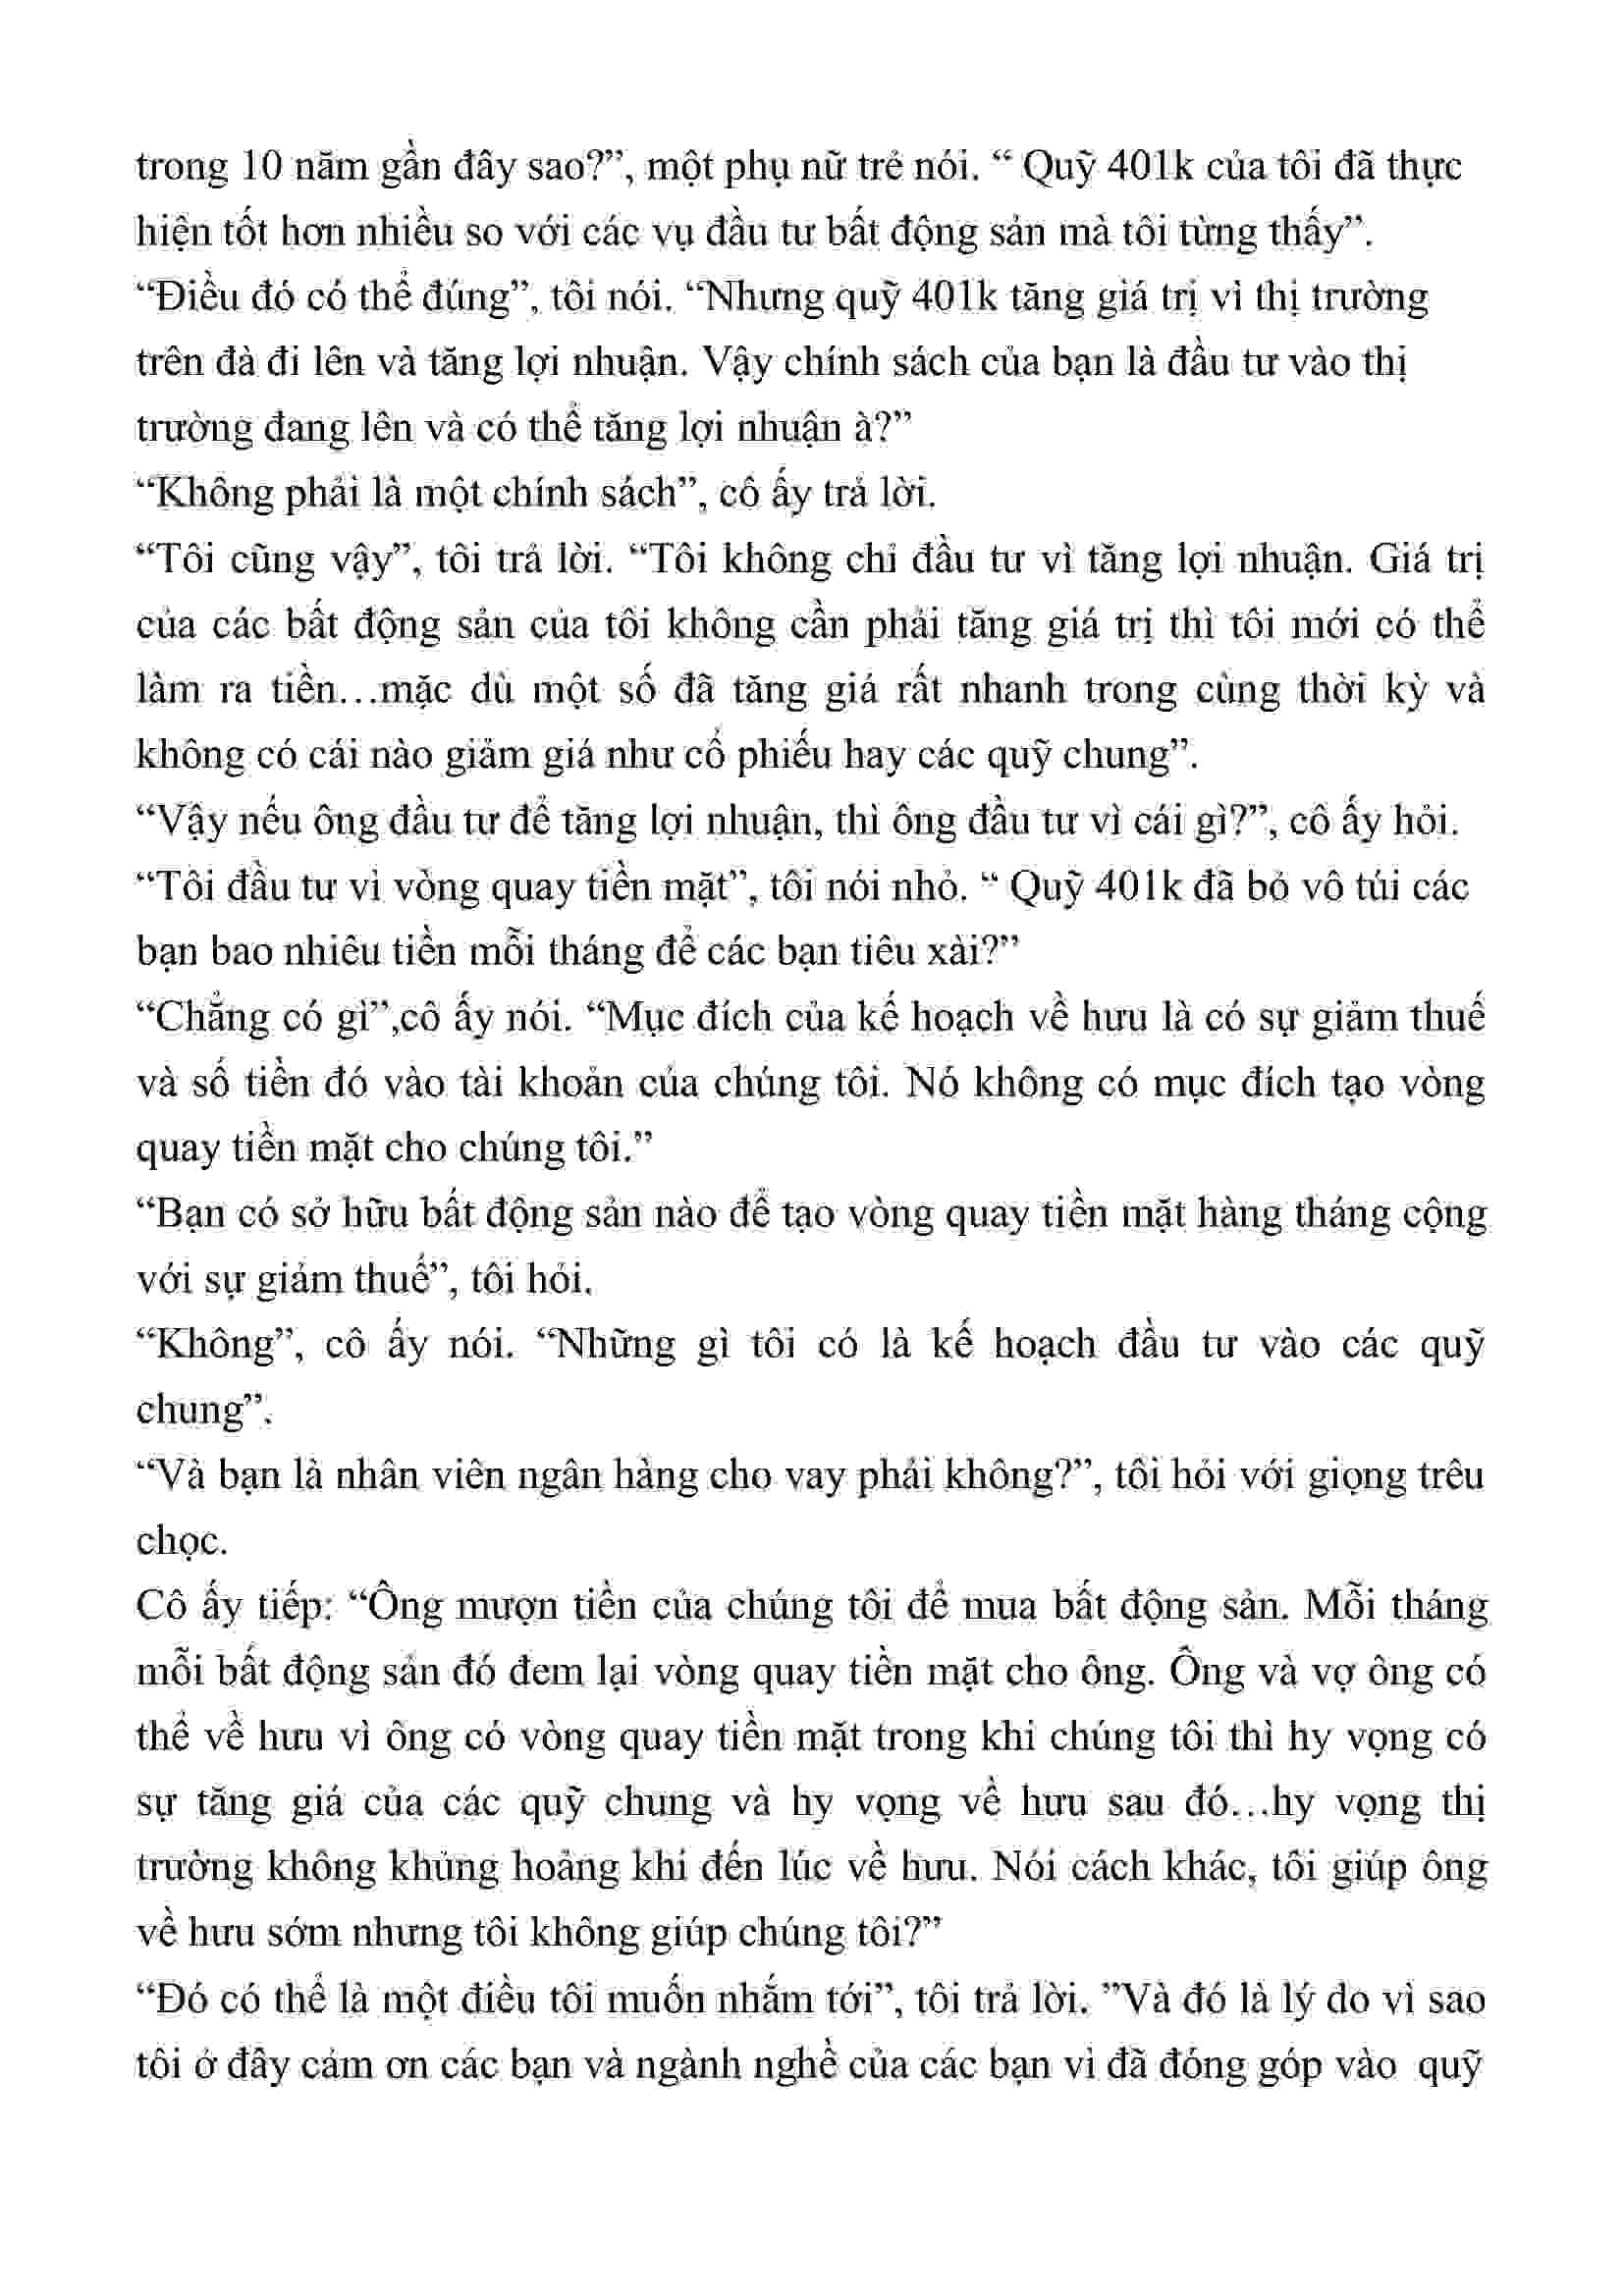 trong 10 năm gần đây sao?”, một phụ nữ trẻ nói. “ Quỹ 401k của tôi đã thực
hiện tốt hơn nhiều so với các vụ đầu tư bất động sản mà tôi từng thấy”.
“Điều đó có thể đúng”, tôi nói. “Nhưng quỹ 401k tăng giá trị vì thị trường
trên đà đi lên và tăng lợi nhuận. Vậy chính sách của bạn là đầu tư vào thị
trường đang lên và có thể tăng lợi nhuận à?”
“Không phải là một chính sách”, cô ấy trả lời.
“Tôi cũng vậy”, tôi trả lời. “Tôi không chỉ đầu tư vì tăng lợi nhuận. Giá trị
của các bất động sản của tôi không cần phải tăng giá trị thì tôi mới có thể
làm ra tiền…mặc dù một số đã tăng giá rất nhanh trong cùng thời kỳ và
không có cái nào giảm giá như cổ phiếu hay các quỹ chung”.
“Vậy nếu ông đầu tư để tăng lợi nhuận, thì ông đầu tư vì cái gì?”, cô ấy hỏi.
“Tôi đầu tư vì vòng quay tiền mặt”, tôi nói nhỏ. “ Quỹ 401k đã bỏ vô túi các
bạn bao nhiêu tiền mỗi tháng để các bạn tiêu xài?”
“Chẳng có gì”,cô ấy nói. “Mục đích của kế hoạch về hưu là có sự giảm thuế
và số tiền đó vào tài khoản của chúng tôi. Nó không có mục đích tạo vòng
quay tiền mặt cho chúng tôi.”
“Bạn có sở hữu bất động sản nào để tạo vòng quay tiền mặt hàng tháng cộng
với sự giảm thuế”, tôi hỏi.
“Không”, cô ấy nói. “Những gì tôi có là kế hoạch đầu tư vào các quỹ
chung”.
“Và bạn là nhân viên ngân hàng cho vay phải không?”, tôi hỏi với giọng trêu
chọc.
Cô ấy tiếp: “Ông mượn tiền của chúng tôi để mua bất động sản. Mỗi tháng
mỗi bất động sản đó đem lại vòng quay tiền mặt cho ông. Ông và vợ ông có
thể về hưu vì ông có vòng quay tiền mặt trong khi chúng tôi thì hy vọng có
sự tăng giá của các quỹ chung và hy vọng về hưu sau đó…hy vọng thị
trường không khủng hoảng khi đến lúc về hưu. Nói cách khác, tôi giúp ông
về hưu sớm nhưng tôi không giúp chúng tôi?”
“Đó có thể là một điều tôi muốn nhắm tới”, tôi trả lời. ”Và đó là lý do vì sao
tôi ở đây cảm ơn các bạn và ngành nghề của các bạn vì đã đóng góp vào quỹ